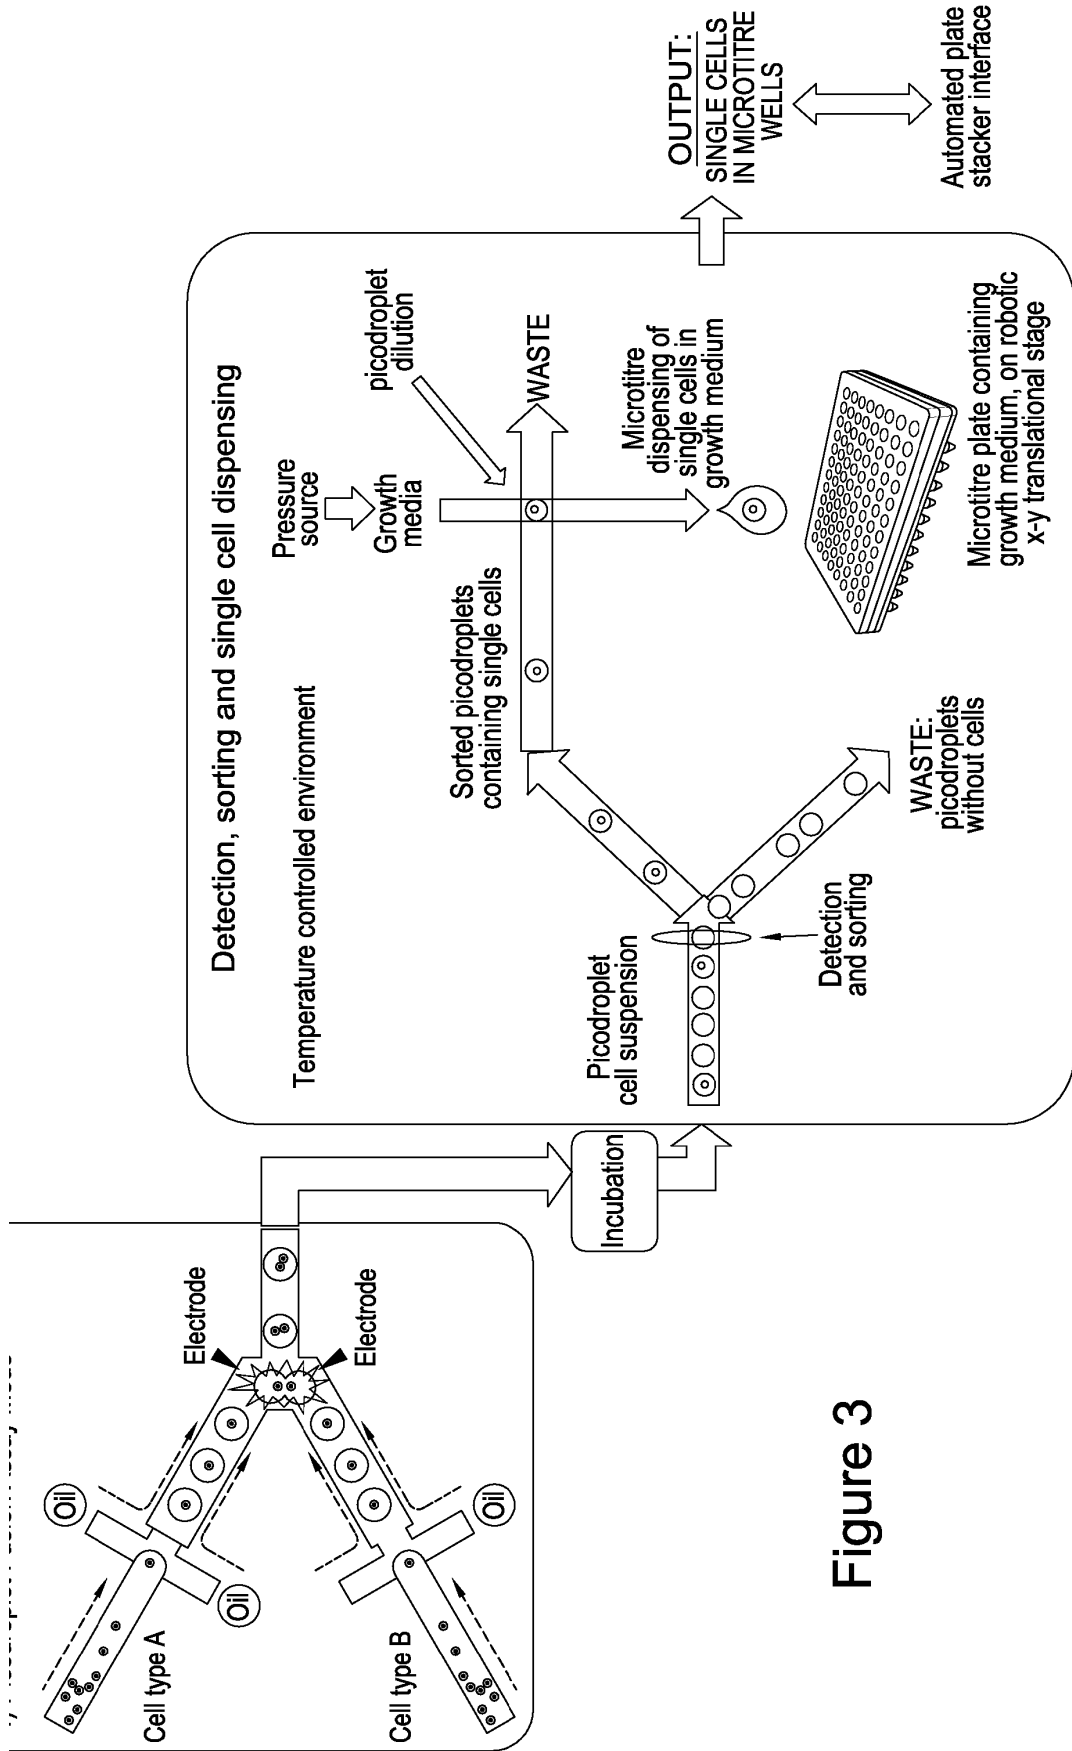 Oil
Oil
Oil
Cell type A
Cell type B
Electrode
Electrode
Incubation
Detection, sorting and single cell dispensing
Temperature controlled environment
Pressure
source
Growth
media
picodroplet
dilution
Sorted picodroplets
containing single cells
WASTE
Picodroplet
cell suspension
Microtitre
dispensing of
single cells in
growth medium
Detection
and sorting
WASTE:
picodroplets
without cells
Microtitre plate containing
growth medium, on robotic
x-y translational stage
OUTPUT:
SINGLE CELLS
IN MICROTITRE
WELLS
Automated plate
stacker interface
Figure 3